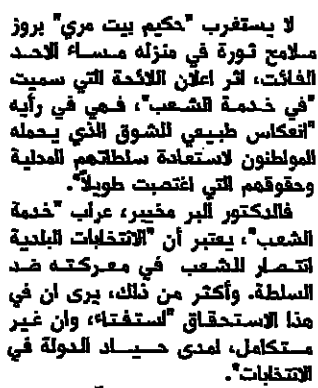 لا يستغرب "حكيم بيت مري" بروز
ملامح ثورة في منزله مساء الاحد
الفائت، اثر اعلان اللائحة التي سميت
"في خدمة الشعب"، فهي في رأيه
"انعكاس طبيعي للشوق الذي يحمله
المواطنون لاستعادة سلطاتهم المحلية
وحقوقهم التي اغتصبت طويلاً".
فالدكتور البر مخيبر، عراب "خدمة
الشعب"، يعتبر أن "الانتخابات البلدية
انتصار للشعب في معركته ضد
السلطة. وأكثر من ذلك، يرى ان في
هذا الاستحقاق "استفتاء، وان غير
متكامل، لمدى حياد الدولة في
الانتخابات".